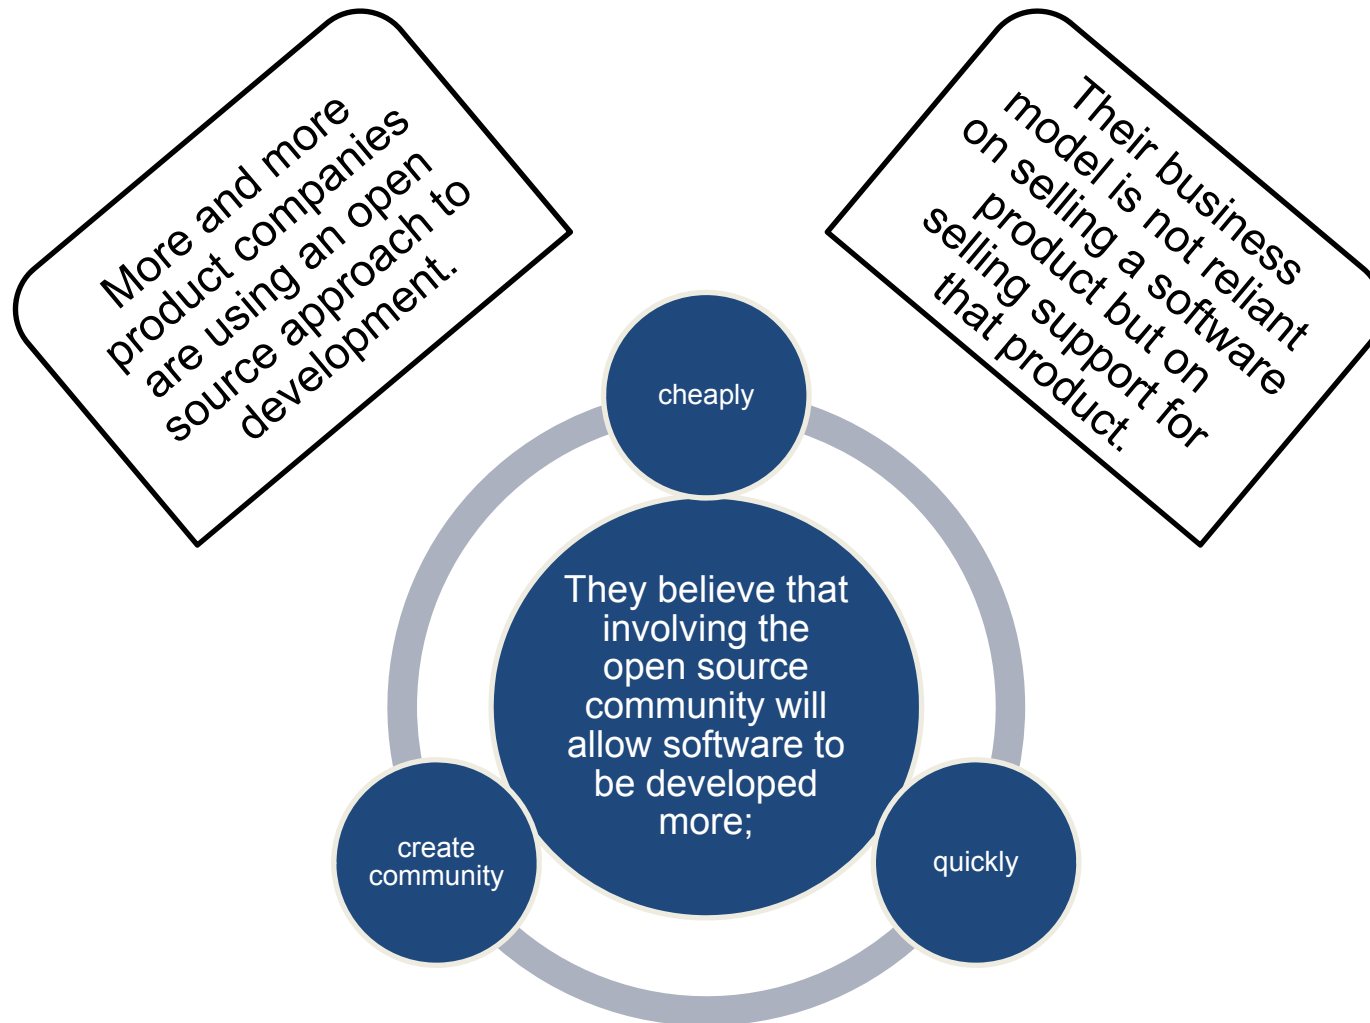 More and more
product companies
are using an open
source approach to
development.
Their business
model is not reliant
on selling a software
product but on
selling support for
that product.
cheaply
They believe that
involving the
open source
community will
allow software to
be developed
more;
create
community
quickly